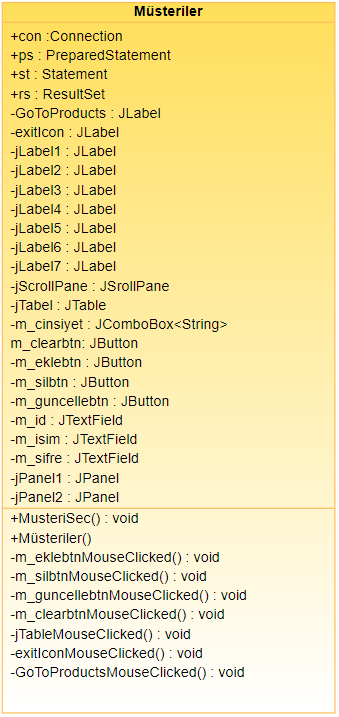 Müsteriler
+con :Connection
+ps : PreparedStatement
+st : Statement
+rs : ResultSet
-GoToProducts : JLabel
-exitIcon : JLabel
-jLabel1 : JLabel
-jLabel2 : JLabel
-jLabel3 : JLabel
-jLabel4 : JLabel
-jLabel5 : JLabel
-jLabel6 : JLabel
-jLabel7 : JLabel
-jScrollPane : JSrollPane
-jTabel : JTable
-m_cinsiyet : JComboBox<String>
m_clearbtn: JButton
-m_eklebtn : JButton
-m_silbtn : JButton
-m_guncellebtn : JButton
-m_id : JTextField
-m_isim : JTextField
-m_sifre : JTextField
-jPanel1 : JPanel
-jPanel2 : JPanel
+MusteriSec() : void
+Müsteriler()
-m_eklebtnMouseClicked() : void
-m_silbtnMouseClicked() : void
-m_guncellebtnMouseClicked() : void
-m_clearbtnMouseClicked() : void
-jTableMouseClicked() : void
-exitIconMouseClicked() : void
-GoToProductsMouseClicked() : void